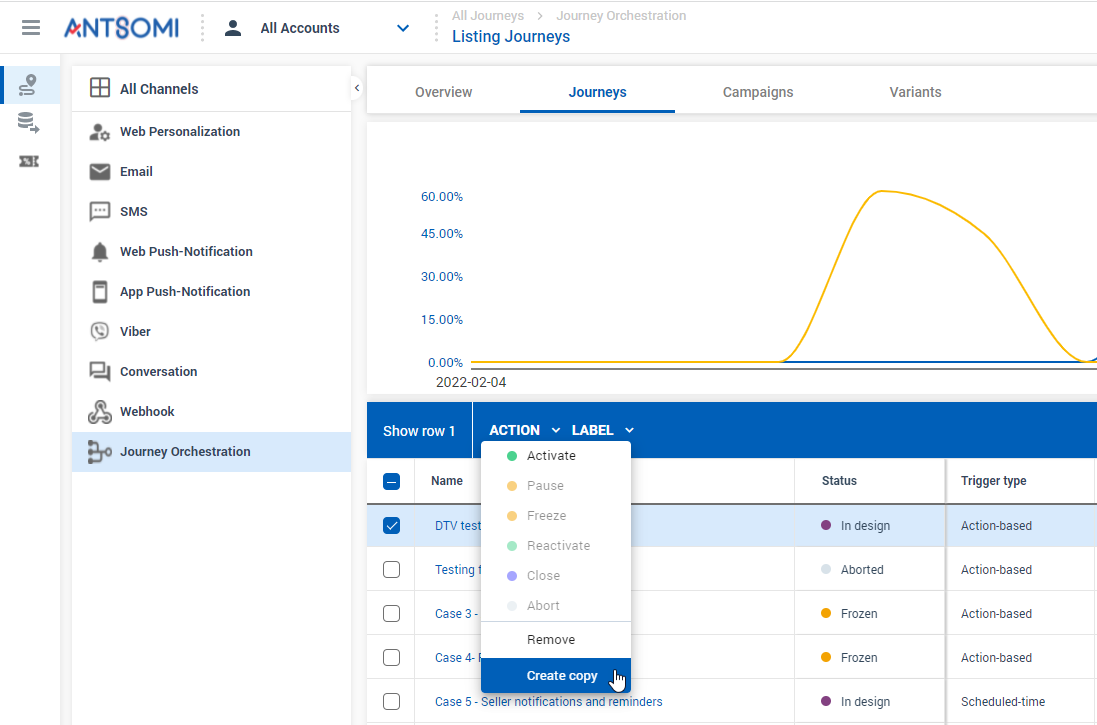 ANTSOMI
All Accounts
All Journeys > Journey Orchestration
Listing Journeys
All Channels
Web Personalization
Email
SMS
Web Push-Notification
App Push-Notification
Viber
Conversation
Webhook
Journey Orchestration
Overview Journeys Campaigns Variants
60.00%
45.00%
30.00%
15.00%
0.00%
2022-02-04
Show row 1 ACTION LABEL
Activate
Pause
Freeze
Reactivate
Close
Abort
Remove
Create copy
Name Status Trigger type
DTV test In design Action-based
Testing Aborted Action-based
Case 3 - Frozen Action-based
Case 4- Frozen Action-based
Case 5 - Seller notifications and reminders In design Scheduled-time